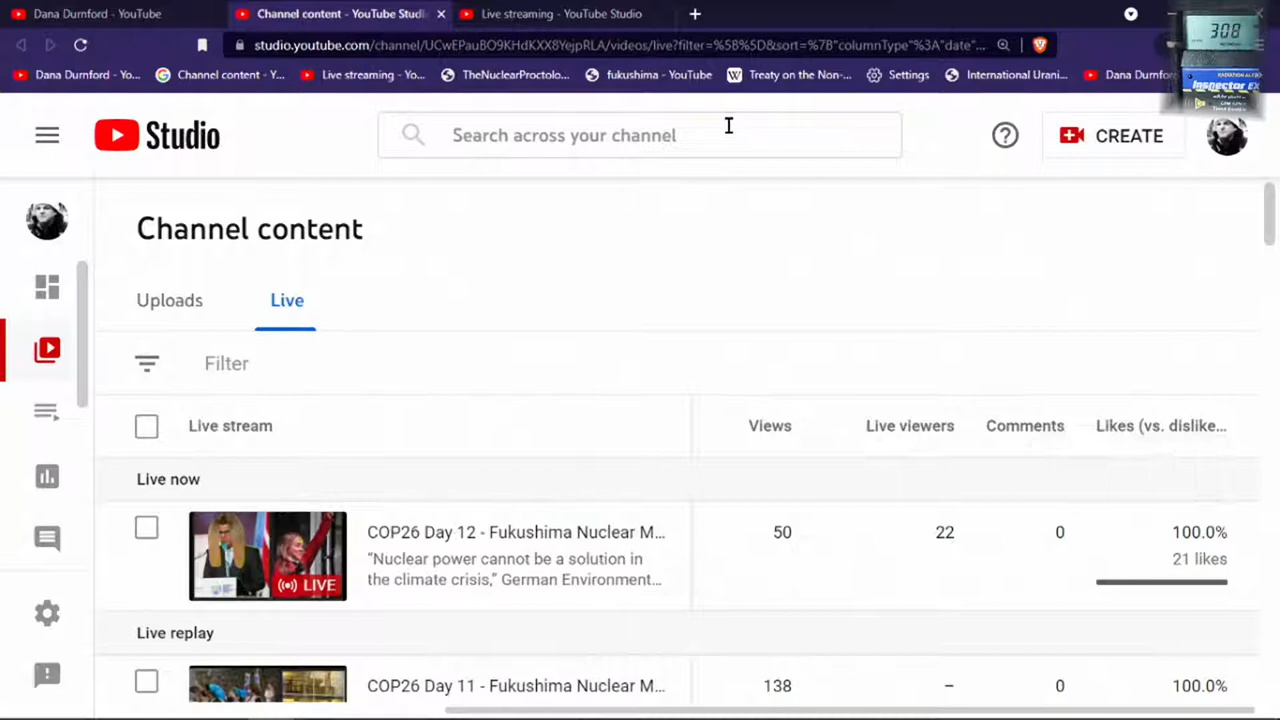 Dana Durnford - YouTube
Channel content - YouTube Studi
Live streaming - YouTube Studio
308
studio.youtube.com/channel/
/videos/live?filter=%5B%5D&sort=%7B"columnType"%3A"date"...
Dana Durnford - Yo...
Channel content - Y...
Live streaming - Yo...
TheNuclearProctolo...
fukushima - YouTube
Treaty on the Non-...
Settings
International Urani...
Dana Durnfo
Inspector EX
Studio
Search across your channel
CREATE
Channel content
Uploads
Live
Filter
Live stream
Views
Live viewers
Comments
Likes (vs. dislike...
Live now
COP26 Day 12 - Fukushima Nuclear M...
50
22
0
100.0%
"Nuclear power cannot be a solution in
21 likes
the climate crisis," German Environment...
LIVE
Live replay
COP26 Day 11 - Fukushima Nuclear M...
138
–
0
100.0%